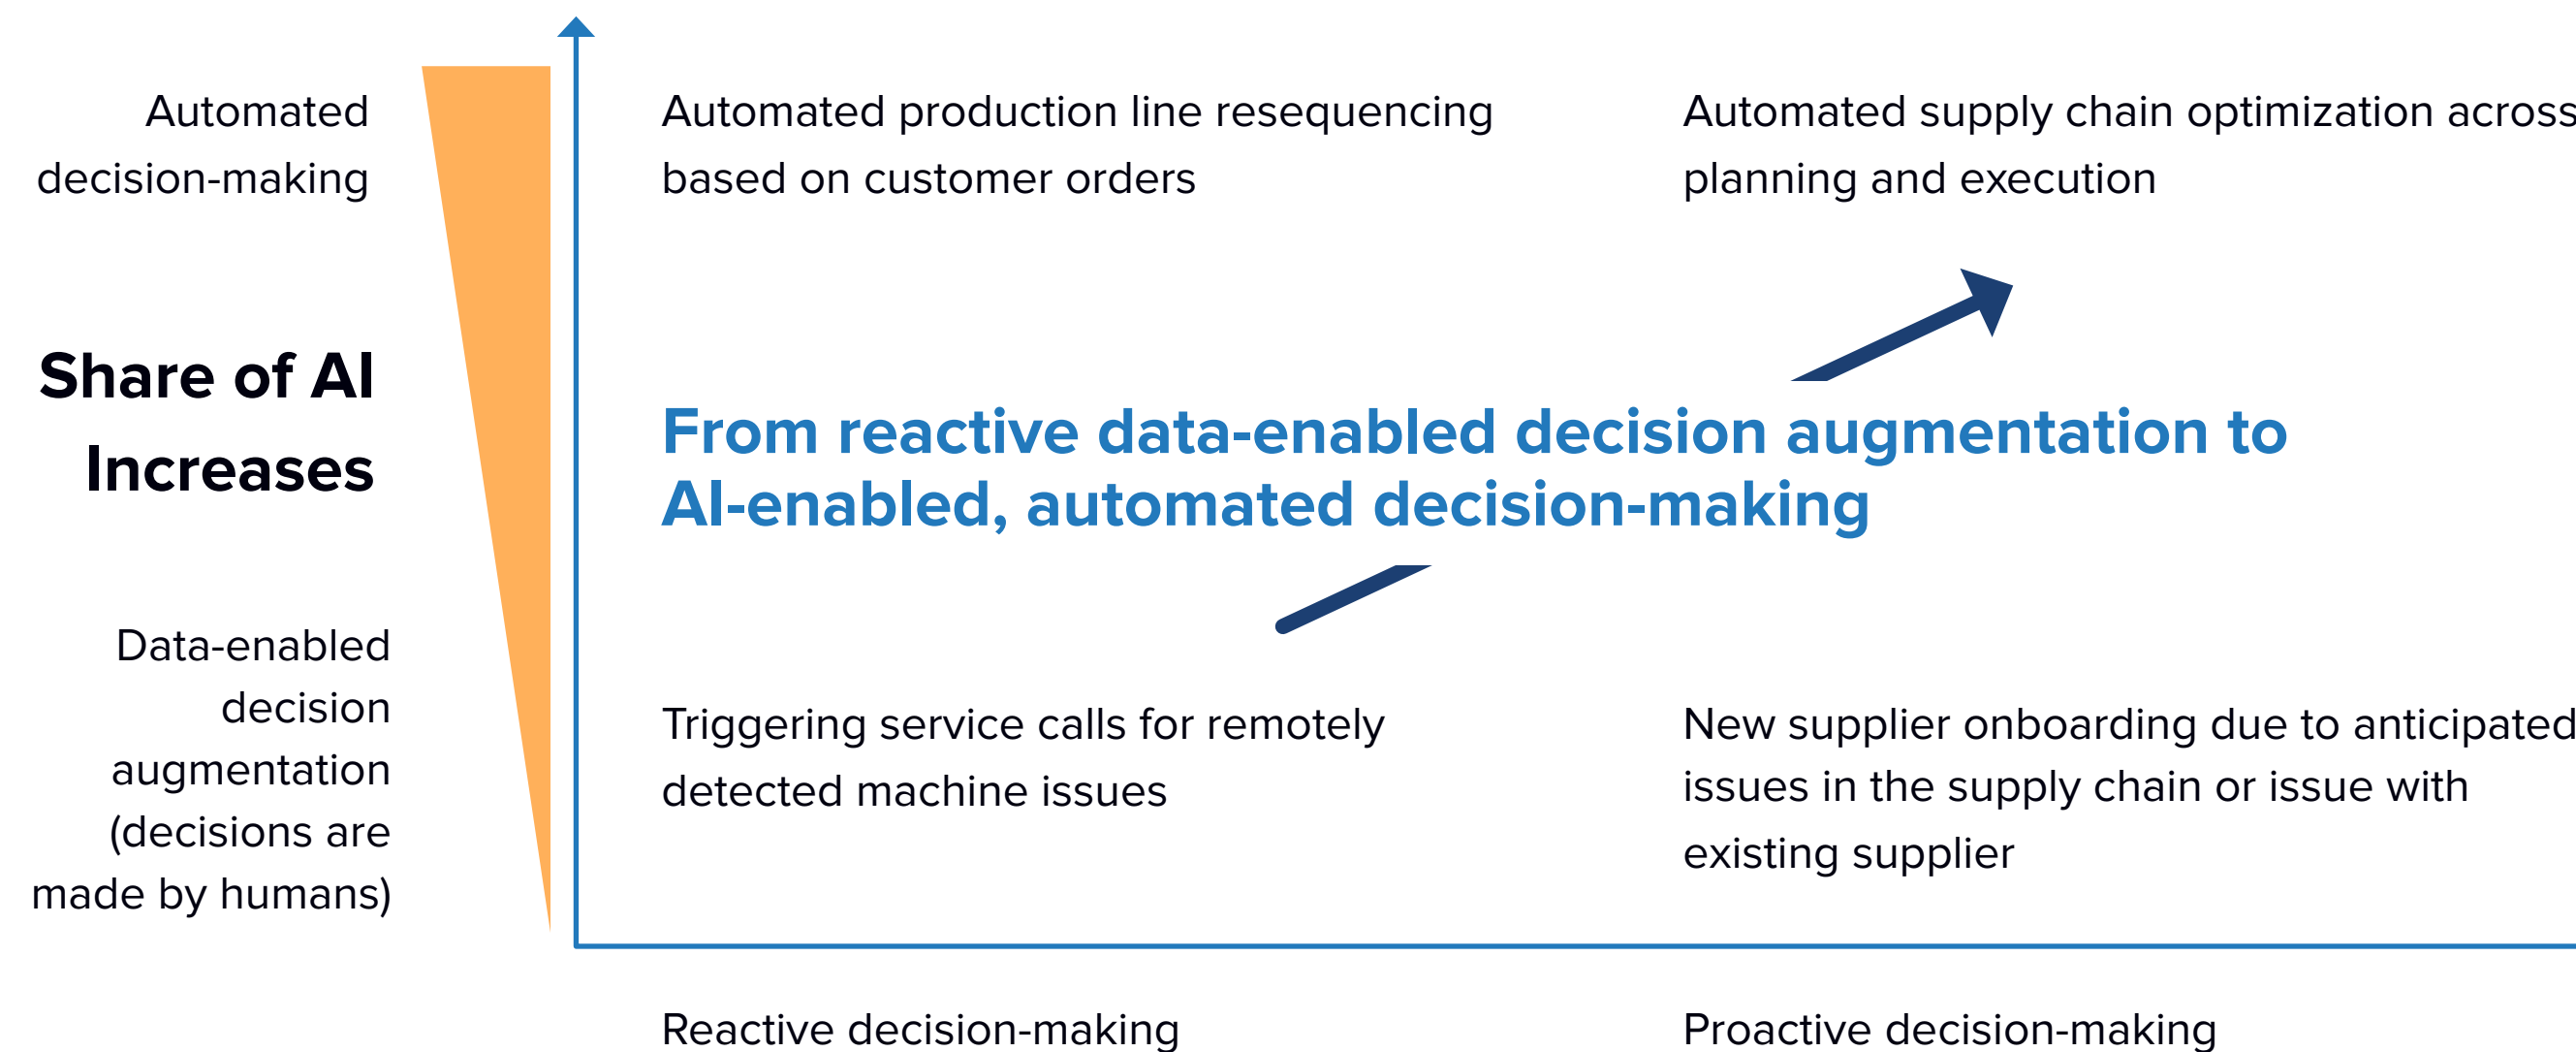 Automated
decision-making
Automated production line resequencing
based on customer orders
Automated supply chain optimization across
planning and execution
Share of AI
Increases
From reactive data-enabled decision augmentation to
AI-enabled, automated decision-making
Data-enabled
decision
augmentation
(decisions are
made by humans)
Triggering service calls for remotely
detected machine issues
New supplier onboarding due to anticipated
issues in the supply chain or issue with
existing supplier
Reactive decision-making
Proactive decision-making